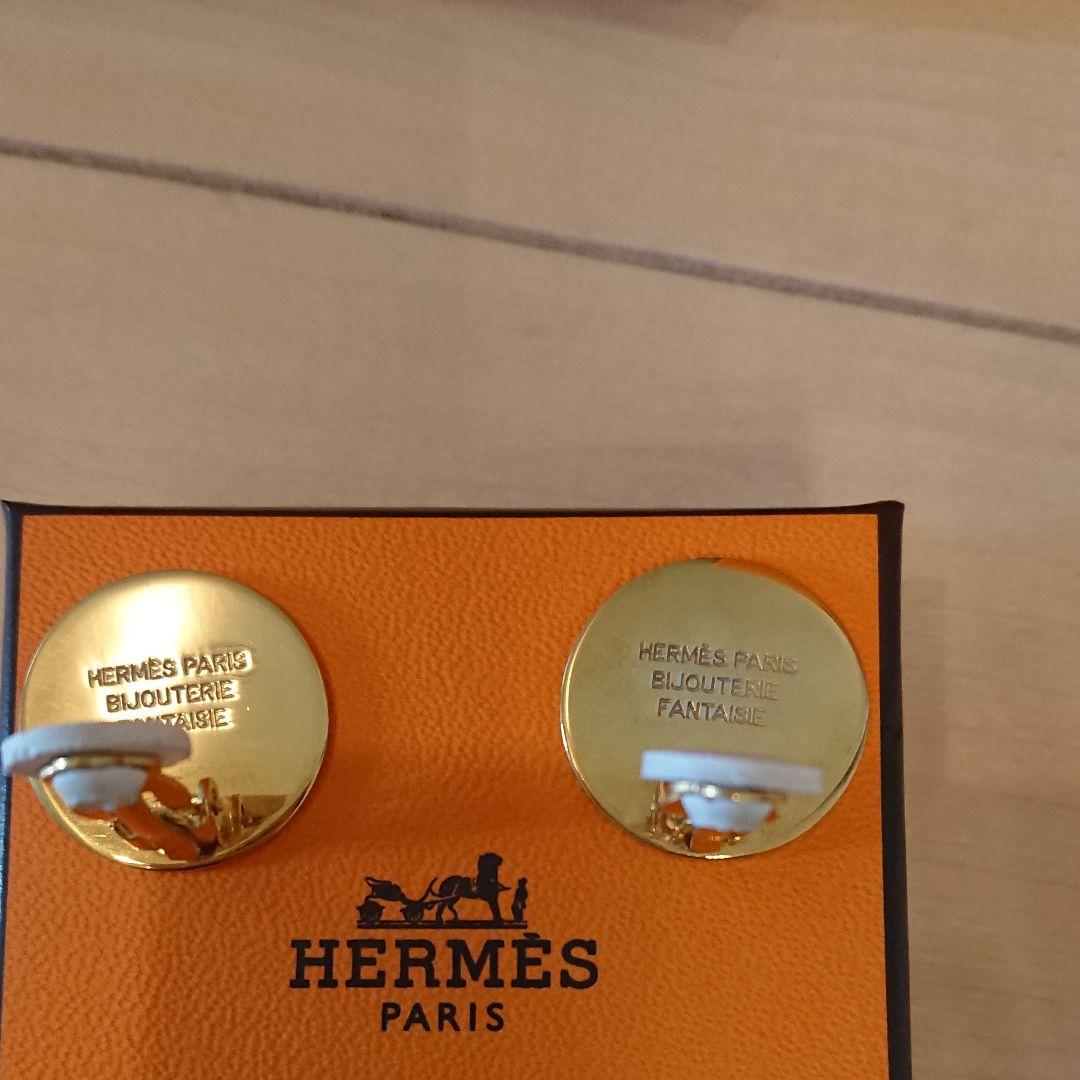 HERMÈS PARIS
BIJOUTERIE
FANTAISIE
HERMÈS PARIS
BIJOUTERIE
FANTAISIE
HERMÈS
PARIS